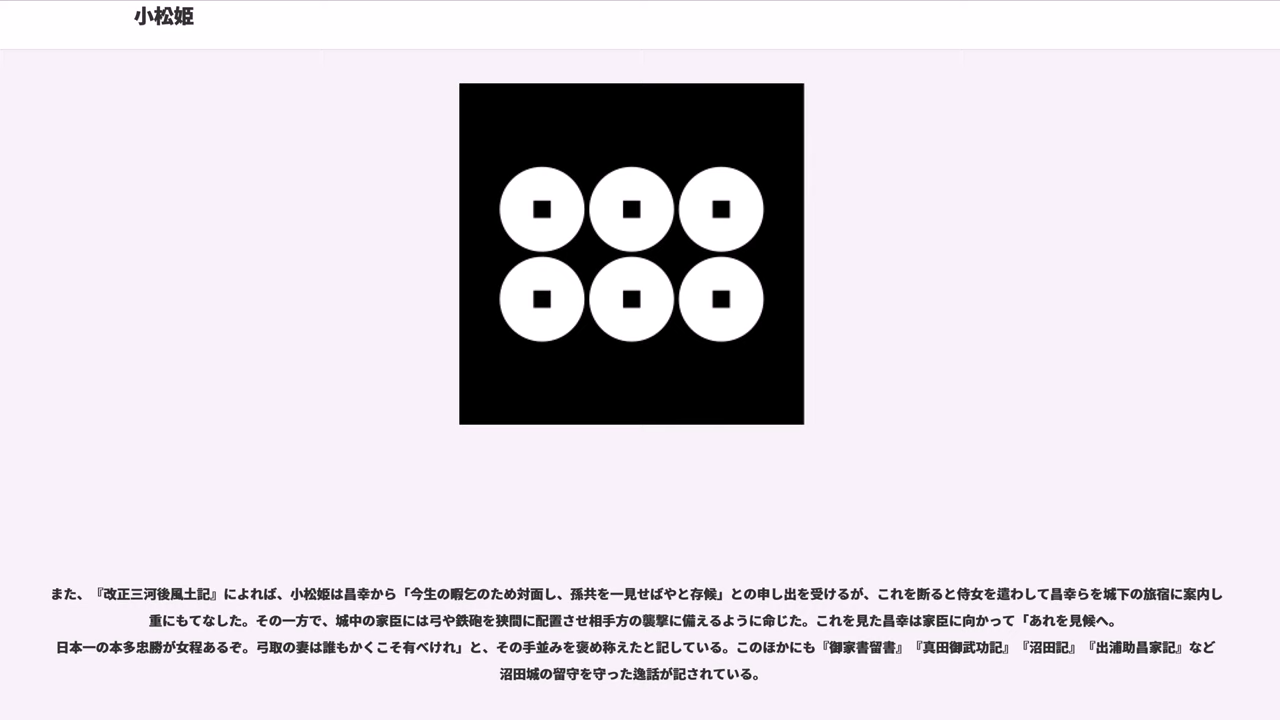 小松姫
また、『改正三河後風土記』によれば、小松姫は昌幸から「今生の暇乞のため対面し、孫共を一見せばやと存候」との申し出を受けるが、これを断ると侍女を遣わして昌幸らを城下の旅宿に案内し
重にもてなした。その一方で、城中の家臣には弓や鉄砲を狭間に配置させ相手方の襲撃に備えるように命じた。これを見た昌幸は家臣に向かって「あれを見候へ。
日本一の本多忠勝が女程あるぞ。弓取の妻は誰もかくこそ有べけれ」と、その手並みを褒め称えたと記している。このほかにも『御家書留書』『真田御武功記』『沼田記』『出浦助昌家記』など
沼田城の留守を守った逸話が記されている。